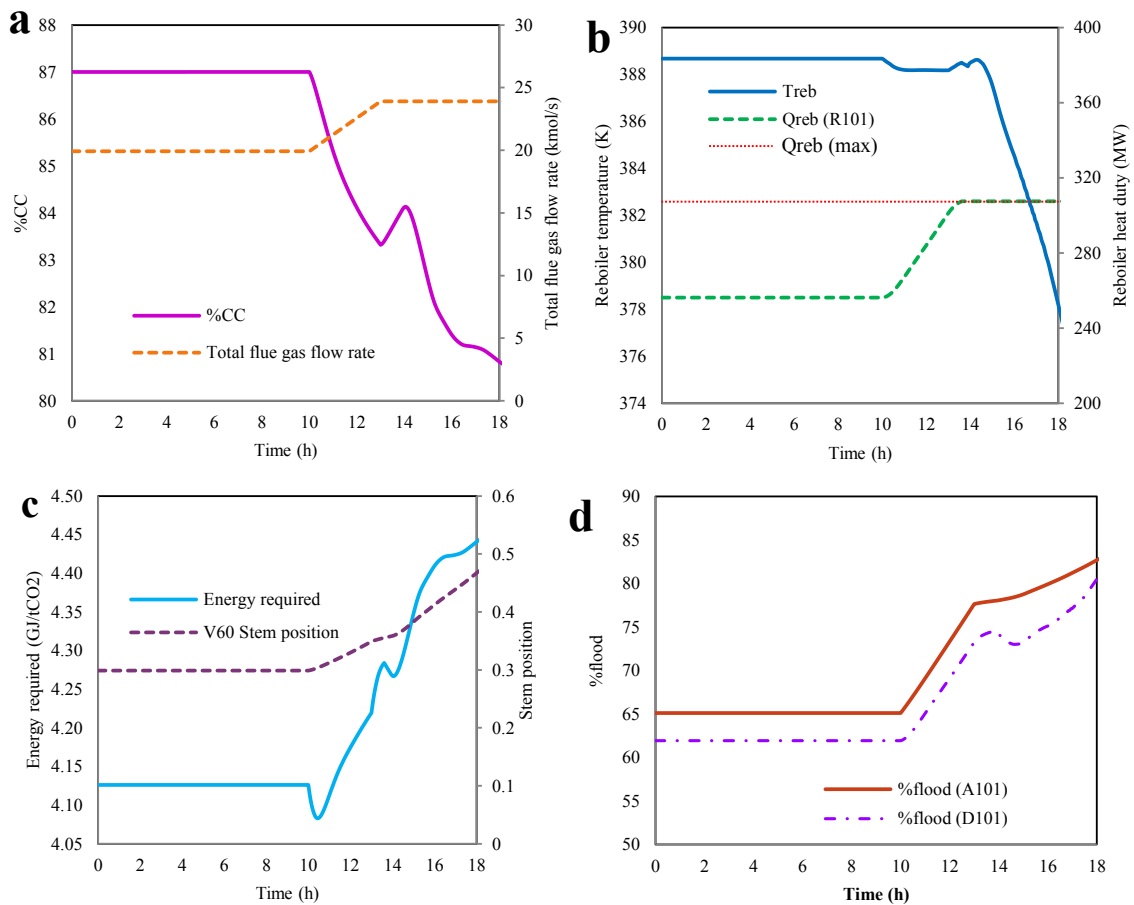 a
88
87
86
85
84
83
82
81
80
%CC
30
25
20
15
10
5
0
Total flue gas flow rate (kmol/s)
%CC
Total flue gas flow rate
0 2 4 6 8 10 12 14 16 18
Time (h)
b
390
388
386
384
382
380
378
376
374
Reboiler temperature (K)
400
360
320
280
240
200
Reboiler heat duty (MW)
Treb
Qreb (R101)
Qreb (max)
0 2 4 6 8 10 12 14 16 18
Time (h)
c
4.50
4.45
4.40
4.35
4.30
4.25
4.20
4.15
4.10
4.05
Energy required (GJ/tCO2)
0.6
0.5
0.4
0.3
0.2
0.1
0
Stem position
Energy required
V60 Stem position
0 2 4 6 8 10 12 14 16 18
Time (h)
d
90
85
80
75
70
65
60
55
50
%flood
%flood (A101)
%flood (D101)
0 2 4 6 8 10 12 14 16 18
Time (h)